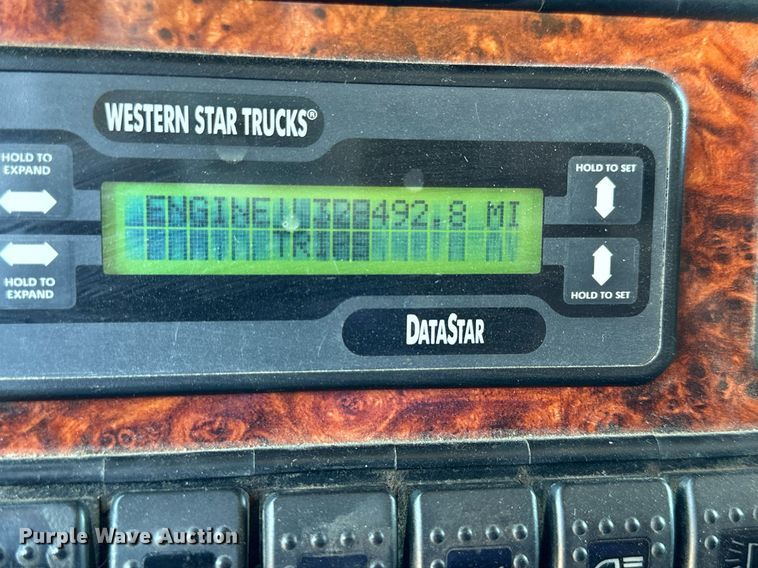 WESTERN STAR TRUCKS®
HOLD TO
EXPAND
HOLD TO SET
ENGINE 492.8 MI
TRIP
HOLD TO
EXPAND
HOLD TO SET
DATASTAR
Purple Wave Auction